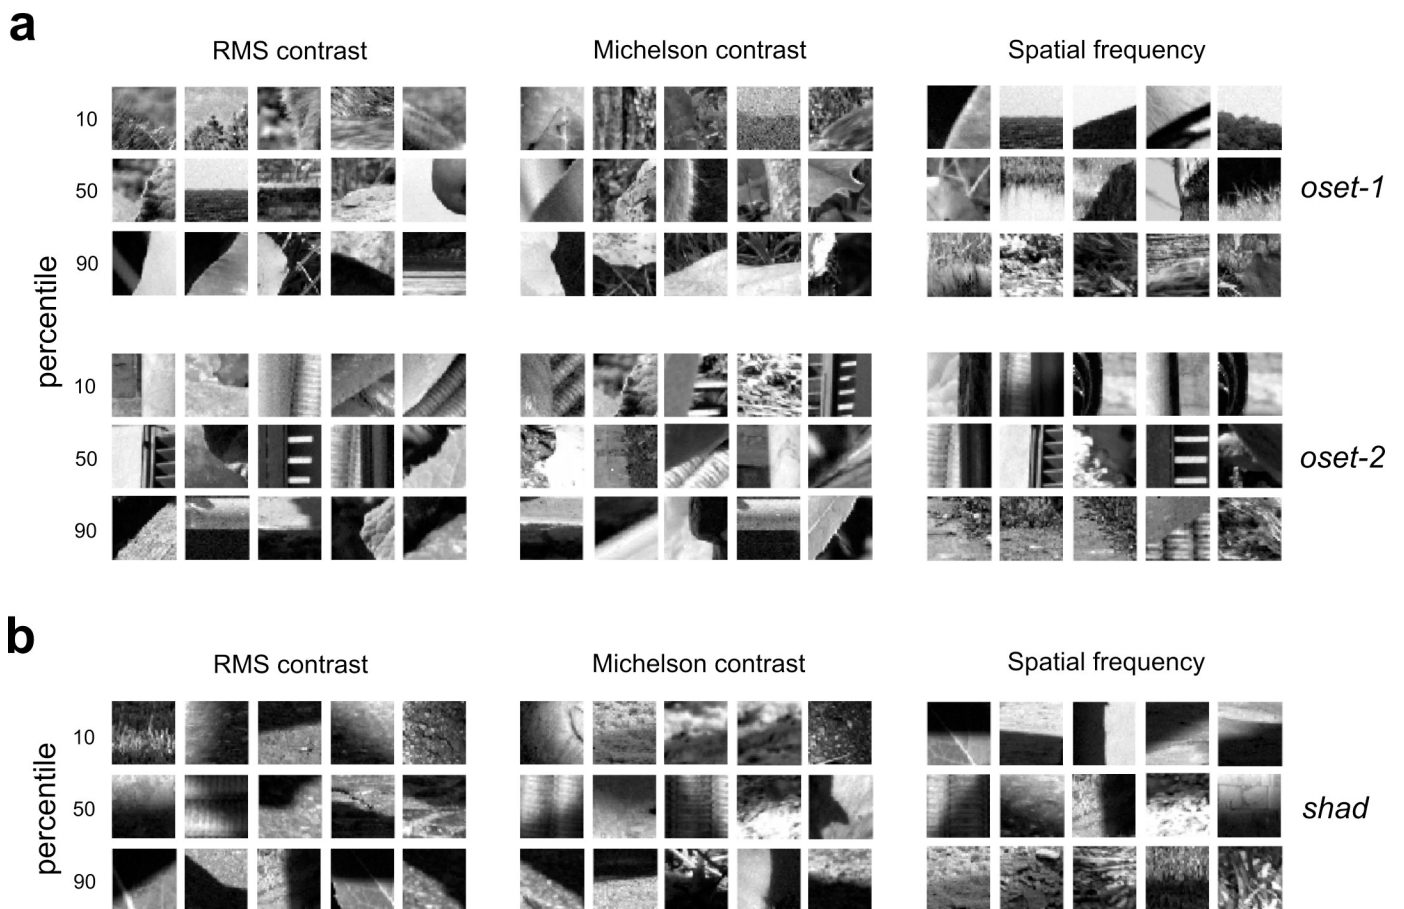 a
RMS contrast Michelson contrast Spatial frequency
10
50
90
oset-1
percentile
10
50
90
oset-2
b
RMS contrast Michelson contrast Spatial frequency
percentile
10
50
90
shad